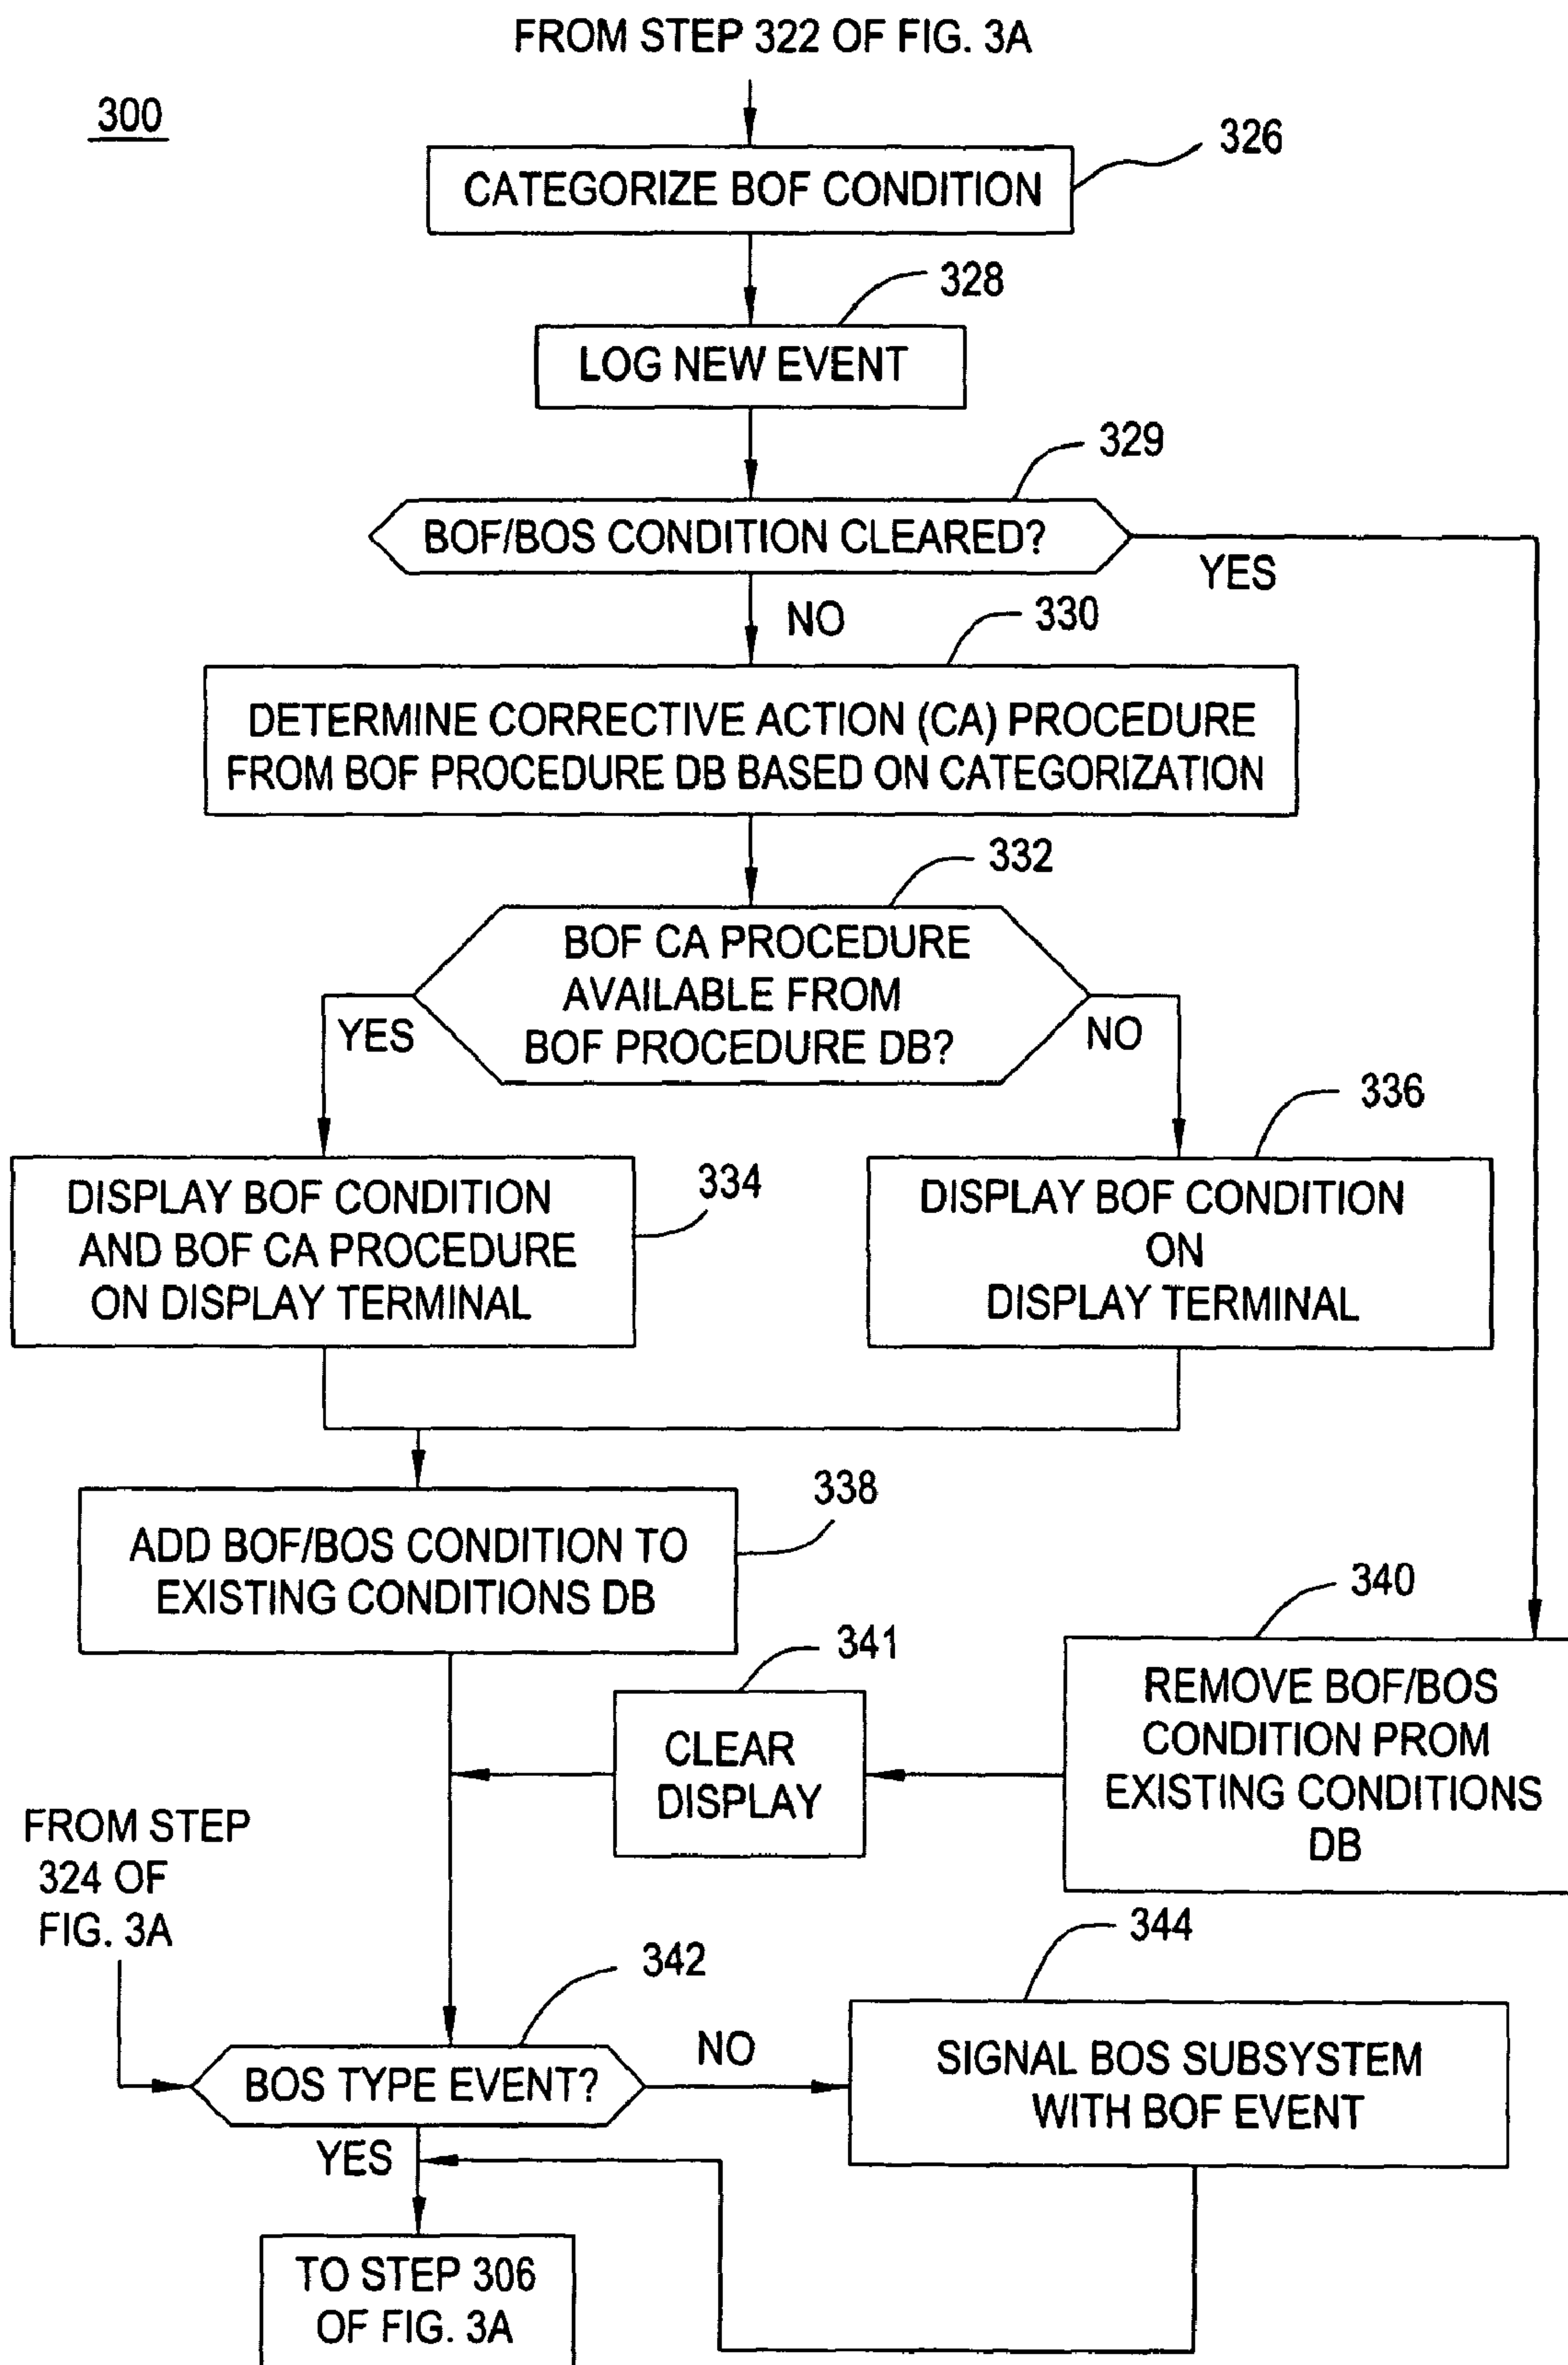 FROM STEP 322 OF FIG. 3A
300
326
CATEGORIZE BOF CONDITION
328
LOG NEW EVENT
329
BOF/BOS CONDITION CLEARED?
YES
NO
330
DETERMINE CORRECTIVE ACTION (CA) PROCEDURE
FROM BOF PROCEDURE DB BASED ON CATEGORIZATION
332
BOF CA PROCEDURE
AVAILABLE FROM
BOF PROCEDURE DB?
YES
NO
334
DISPLAY BOF CONDITION
AND BOF CA PROCEDURE
ON DISPLAY TERMINAL
336
DISPLAY BOF CONDITION
ON
DISPLAY TERMINAL
338
ADD BOF/BOS CONDITION TO
EXISTING CONDITIONS DB
340
REMOVE BOF/BOS
CONDITION PROM
EXISTING CONDITIONS
DB
341
CLEAR
DISPLAY
FROM STEP
324 OF
FIG. 3A
342
BOS TYPE EVENT?
NO
344
SIGNAL BOS SUBSYSTEM
WITH BOF EVENT
YES
TO STEP 306
OF FIG. 3A